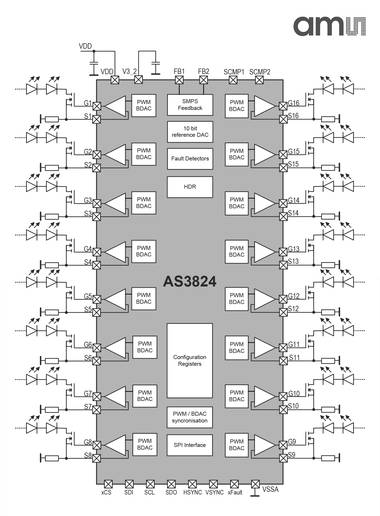 amu
VDD
VDD V3_2 FB1 FB2 SCMP1 SCMP2
G1 PWM BDAC SMPS Feedback PWM BDAC G16
S1 S16
10 bit reference DAC
G2 PWM BDAC Fault Detectors PWM BDAC G15
S2 S15
HDR
G3 PWM BDAC PWM BDAC G14
S3 S14
G4 PWM BDAC PWM BDAC G13
S4 S13
AS3824
G5 PWM BDAC PWM BDAC G12
S5 S12
G6 PWM BDAC Configuration Registers PWM BDAC G11
S6 S11
G7 PWM BDAC PWM BDAC G10
S7 S10
PWM / BDAC syncronisation
G8 PWM BDAC SPI Interface PWM BDAC G9
S8 S9
xCS SDI SCL SDO HSYNC VSYNC xFault VSSA